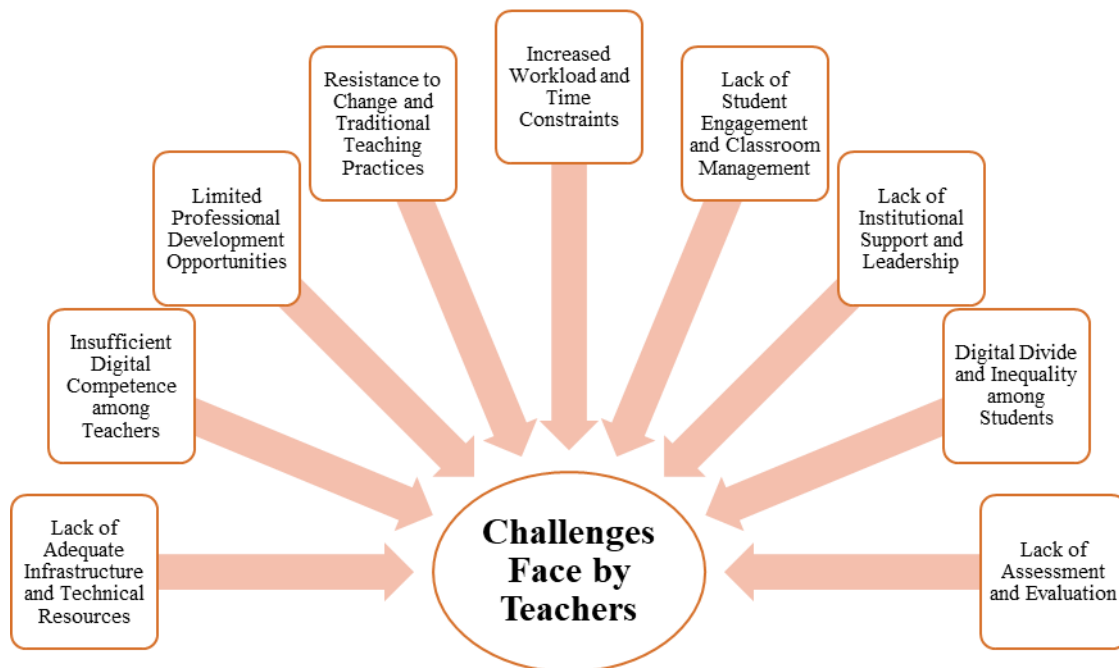 Lack of
Adequate
Infrastructure
and Technical
Resources
Insufficient
Digital
Competence
among
Teachers
Limited
Professional
Development
Opportunities
Resistance to
Change and
Traditional
Teaching
Practices
Increased
Workload and
Time
Constraints
Lack of
Student
Engagement
and Classroom
Management
Lack of
Institutional
Support and
Leadership
Digital Divide
and Inequality
among
Students
Lack of
Assessment
and Evaluation
Challenges
Face by
Teachers